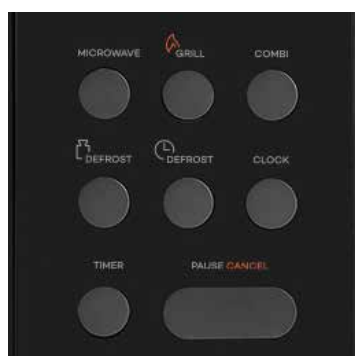 MICROWAVE GRILL COMBI
DEFROST DEFROST CLOCK
TIMER PAUSE CANCEL